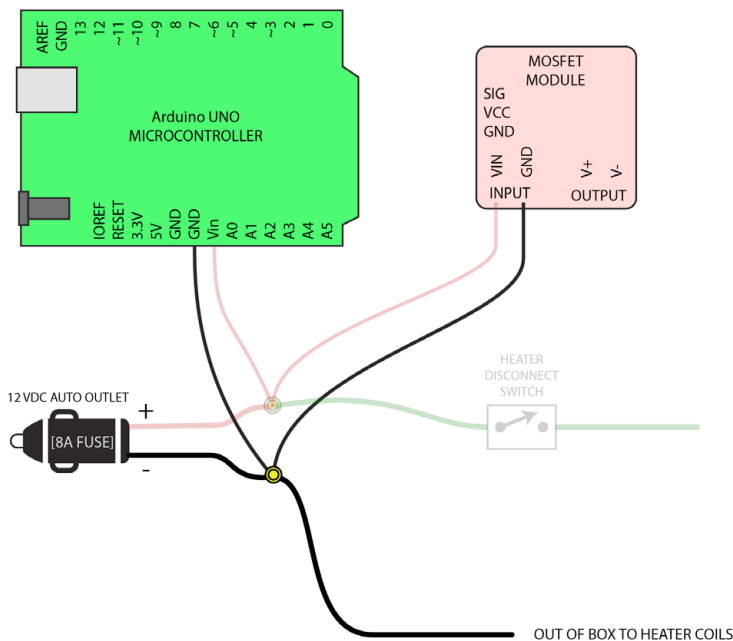 AREF
GND
13
12
~11
~10
~9
8
7
~6
~5
4
~3
2
1
0
Arduino UNO
MICROCONTROLLER
IOREF
RESET
3.3V
5V
GND
GND
Vin
A0
A1
A2
A3
A4
A5
MOSFET
MODULE
SIG
VCC
GND
VIN
GND
V+
V-
INPUT
OUTPUT
HEATER
DISCONNECT
SWITCH
12 VDC AUTO OUTLET
+
[8A FUSE]
-
OUT OF BOX TO HEATER COILS